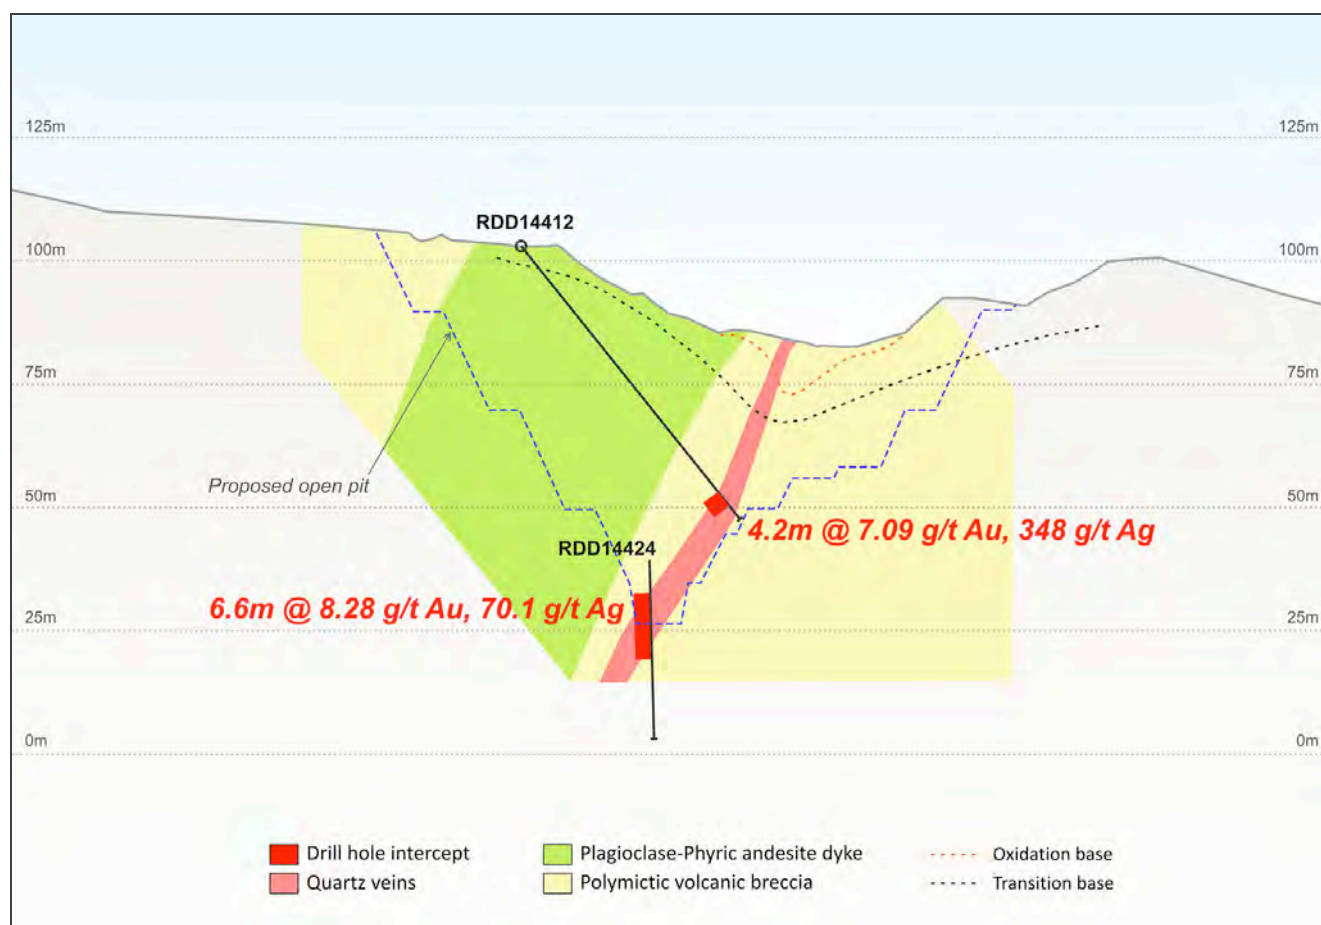 125m 125m
RDD14412
100m 100m
75m 75m
Proposed open pit
50m 50m
4.2m @ 7.09 g/t Au, 348 g/t Ag
RDD14424
6.6m @ 8.28 g/t Au, 70.1 g/t Ag
25m 25m
0m 0m
Drill hole intercept Plagioclase-Phyric andesite dyke Oxidation base
Quartz veins Polymictic volcanic breccia Transition base